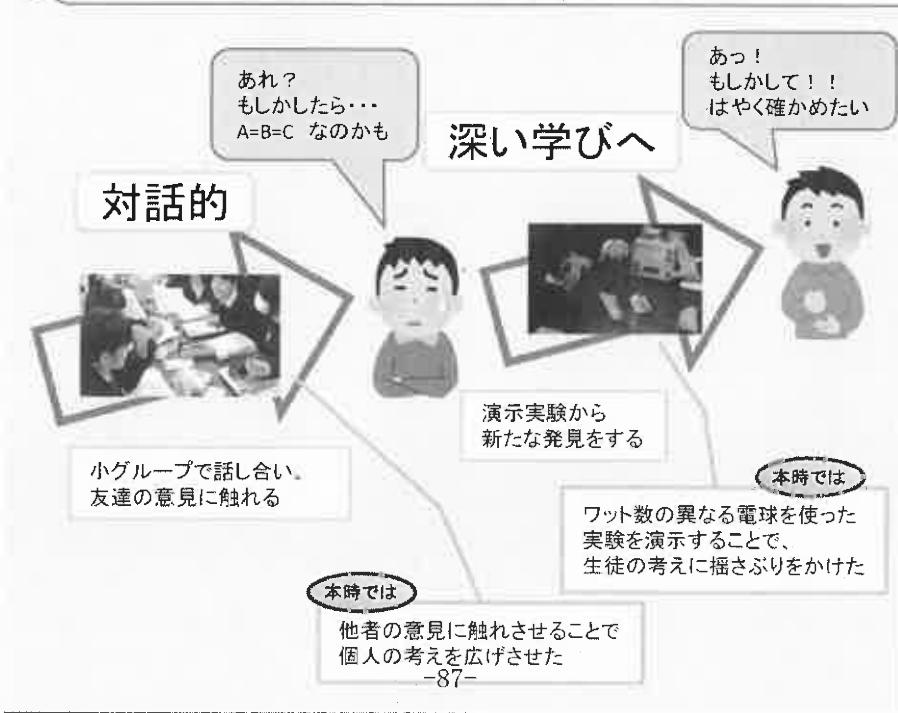 あれ？
もしかしたら・・・
A=B=C なのかも
あっ！
もしかして！！
はやく確かめたい
深い学びへ
対話的
演示実験から
新たな発見をする
小グループで話し合い、
友達の意見に触れる
本時では
ワット数の異なる電球を使った
実験を演示することで、
生徒の考えに揺さぶりをかけた
本時では
他者の意見に触れさせることで
個人の考えを広げさせた
-87-